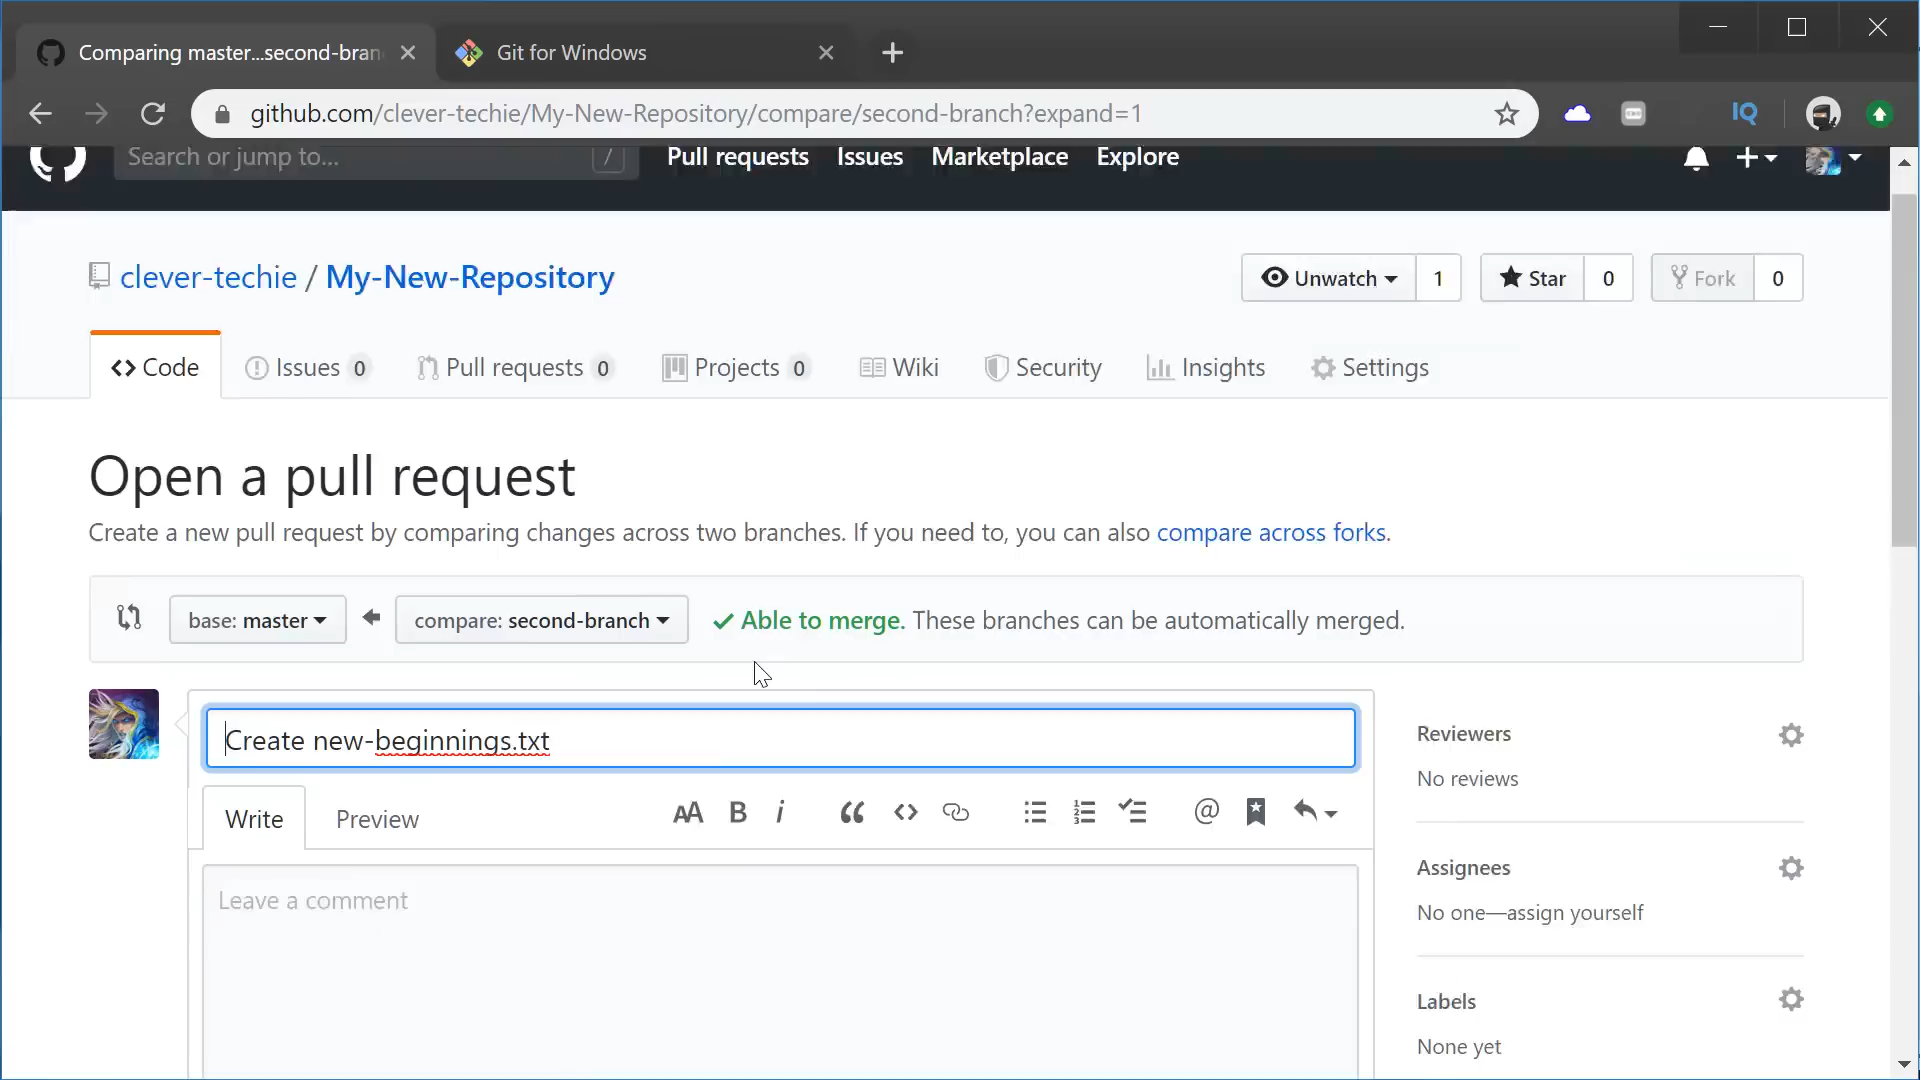 Comparing master...second-bran
Git for Windows
github.com/clever-techie/My-New-Repository/compare/second-branch?expand=1
IQ
Search or jump to...
/
Pull requests
Issues
Marketplace
Explore
clever-techie / My-New-Repository
Unwatch 1
Star 0
Fork 0
Code
Issues 0
Pull requests 0
Projects 0
Wiki
Security
Insights
Settings
Open a pull request
Create a new pull request by comparing changes across two branches. If you need to, you can also compare across forks.
base: master
compare: second-branch
Able to merge. These branches can be automatically merged.
Create new-beginnings.txt
Write
Preview
Leave a comment
Reviewers
No reviews
Assignees
No one—assign yourself
Labels
None yet